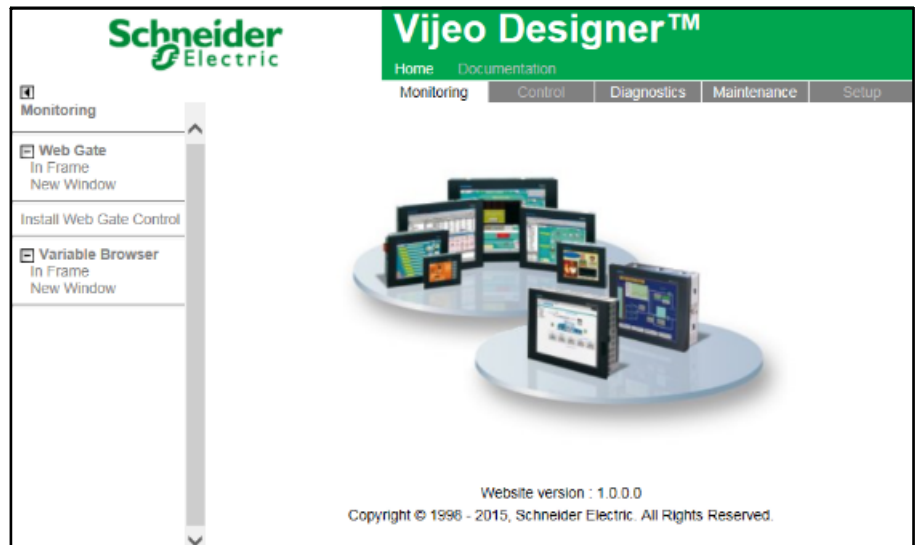 Schneider
Electric
Vijeo Designer™
Home Documentation
Monitoring Control Diagnostics Maintenance Setup
Monitoring
Web Gate
In Frame
New Window
Install Web Gate Control
Variable Browser
In Frame
New Window
Website version : 1.0.0.0
Copyright © 1998 - 2015, Schneider Electric. All Rights Reserved.